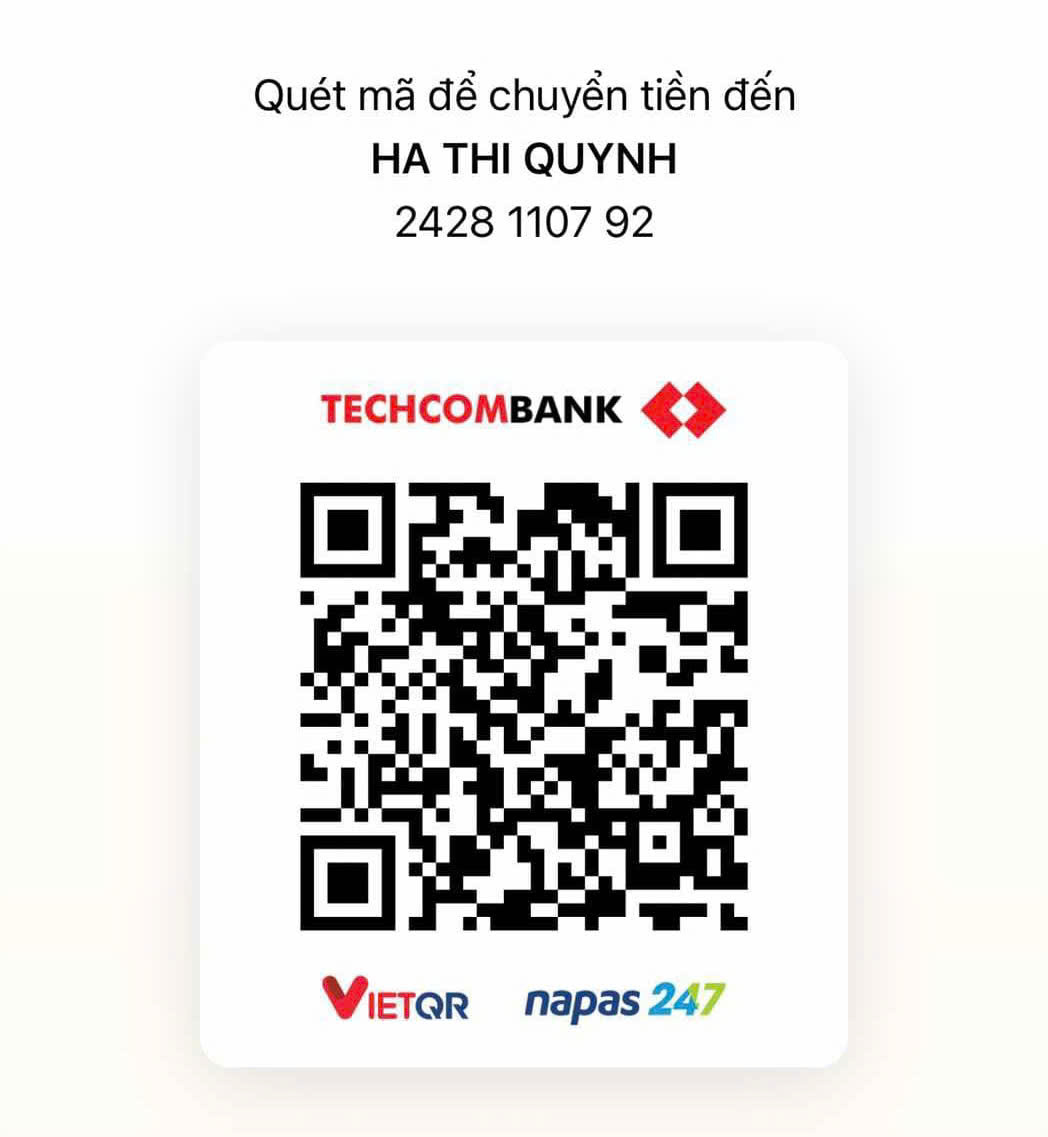 Quét mã để chuyển tiền đến
HA THI QUYNH
2428 1107 92
TECHCOMBANK
VIETQR
napas 247